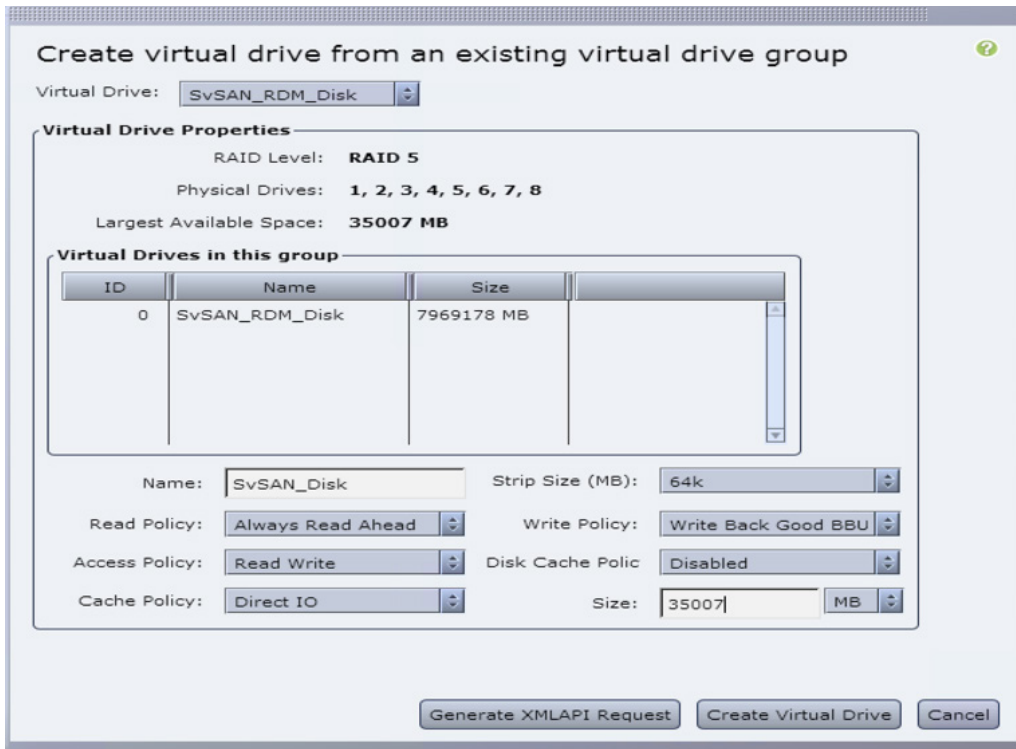 Create virtual drive from an existing virtual drive group
Virtual Drive: SvSAN_RDM_Disk
Virtual Drive Properties
RAID Level: RAID 5
Physical Drives: 1, 2, 3, 4, 5, 6, 7, 8
Largest Available Space: 35007 MB
Virtual Drives in this group
ID Name Size
0 SvSAN_RDM_Disk 7969178 MB
Name: SvSAN_Disk Strip Size (MB): 64k
Read Policy: Always Read Ahead Write Policy: Write Back Good BBU
Access Policy: Read Write Disk Cache Polic Disabled
Cache Policy: Direct IO Size: 35007 MB
Generate XMLAPI Request Create Virtual Drive Cancel